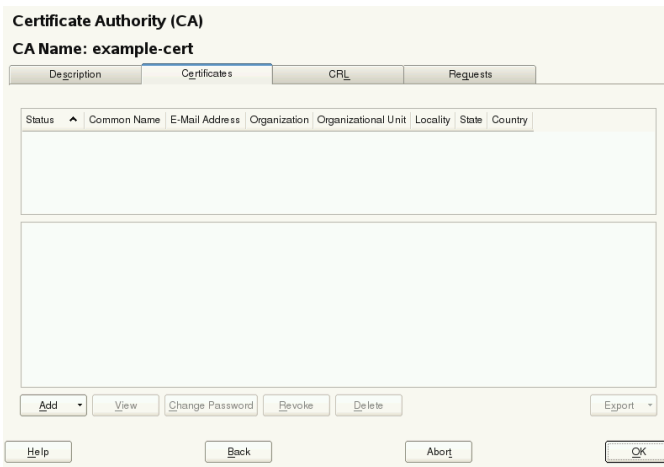 Certificate Authority (CA)
CA Name: example-cert
Description Certificates CRL Requests
Status Common Name E-Mail Address Organization Organizational Unit Locality State Country
Add View Change Password Revoke Delete Export
Help Back Abort OK